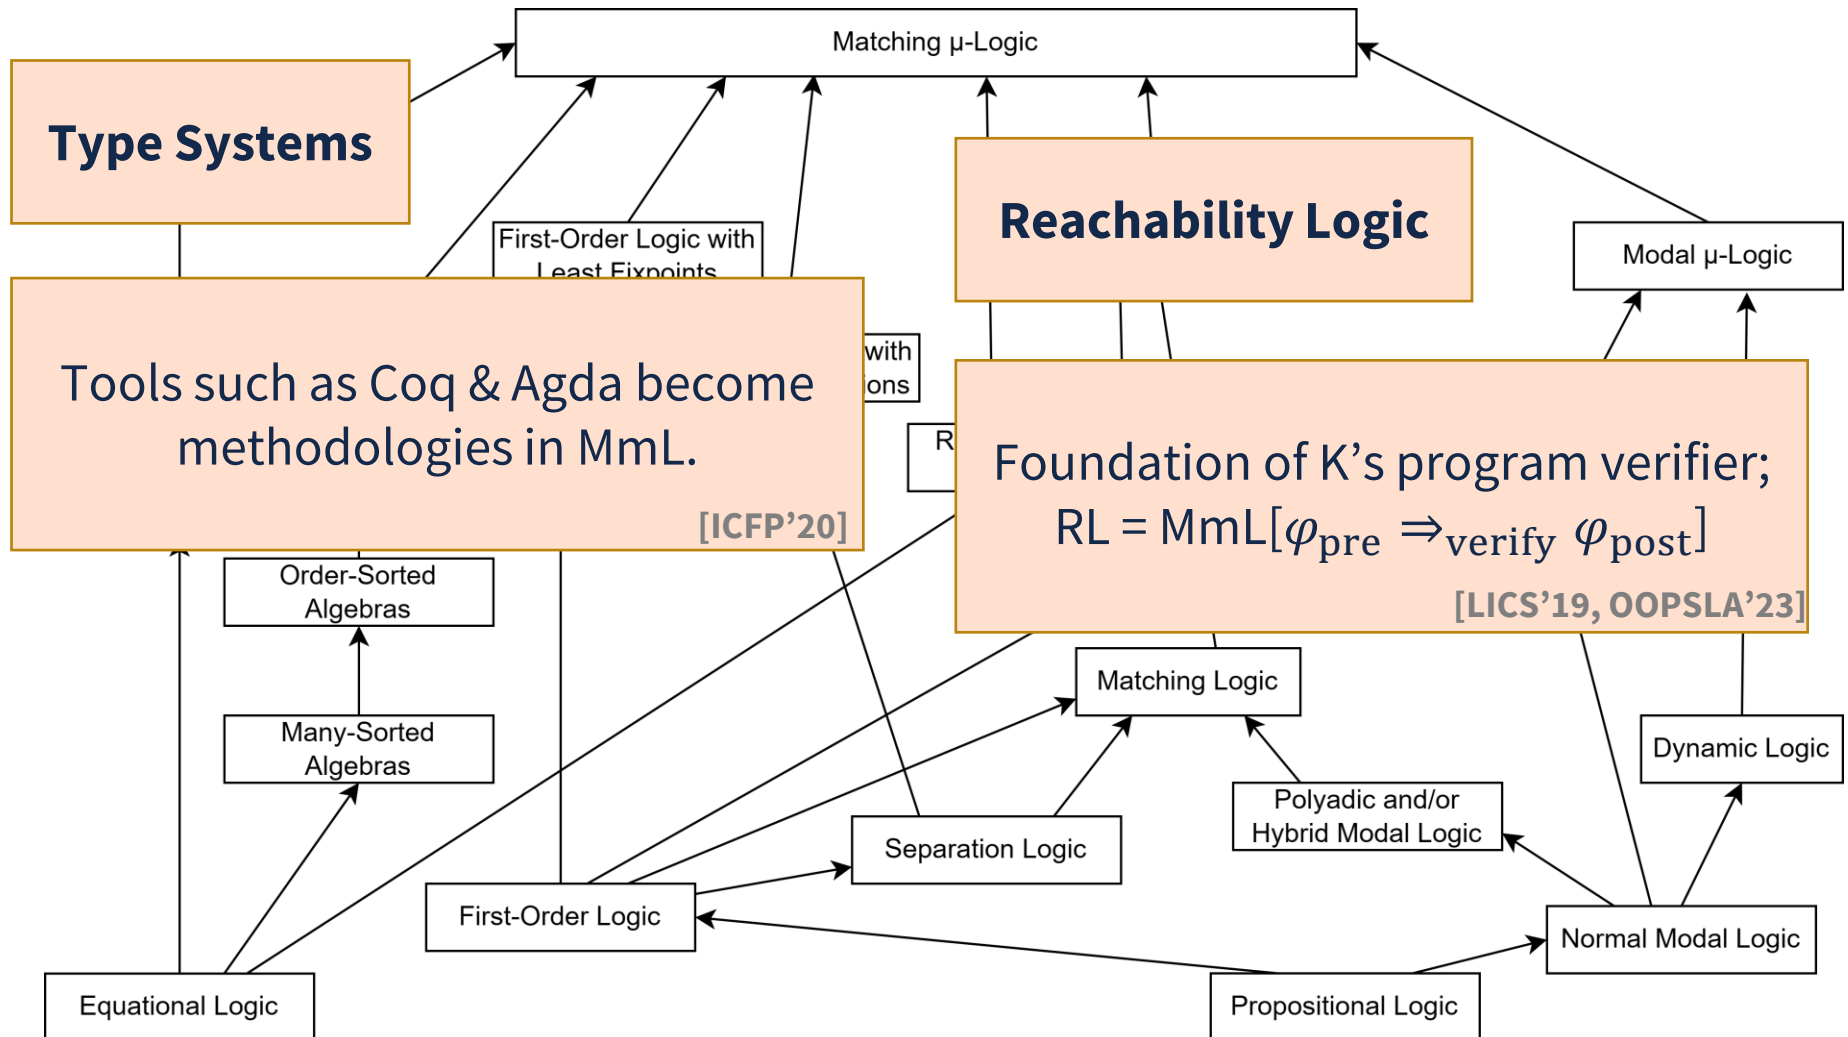 Matching μ-Logic
Type Systems
Reachability Logic
First-Order Logic with
Least Fixpoints
Modal μ-Logic
with
ions
Tools such as Coq & Agda become
methodologies in MmL.
[ICFP’20]
R
Foundation of K’s program verifier;
RL = MmL[φpre ⇒verify φpost]
[LICS’19, OOPSLA’23]
Order-Sorted
Algebras
Matching Logic
Many-Sorted
Algebras
Dynamic Logic
Polyadic and/or
Hybrid Modal Logic
Separation Logic
First-Order Logic
Normal Modal Logic
Equational Logic
Propositional Logic